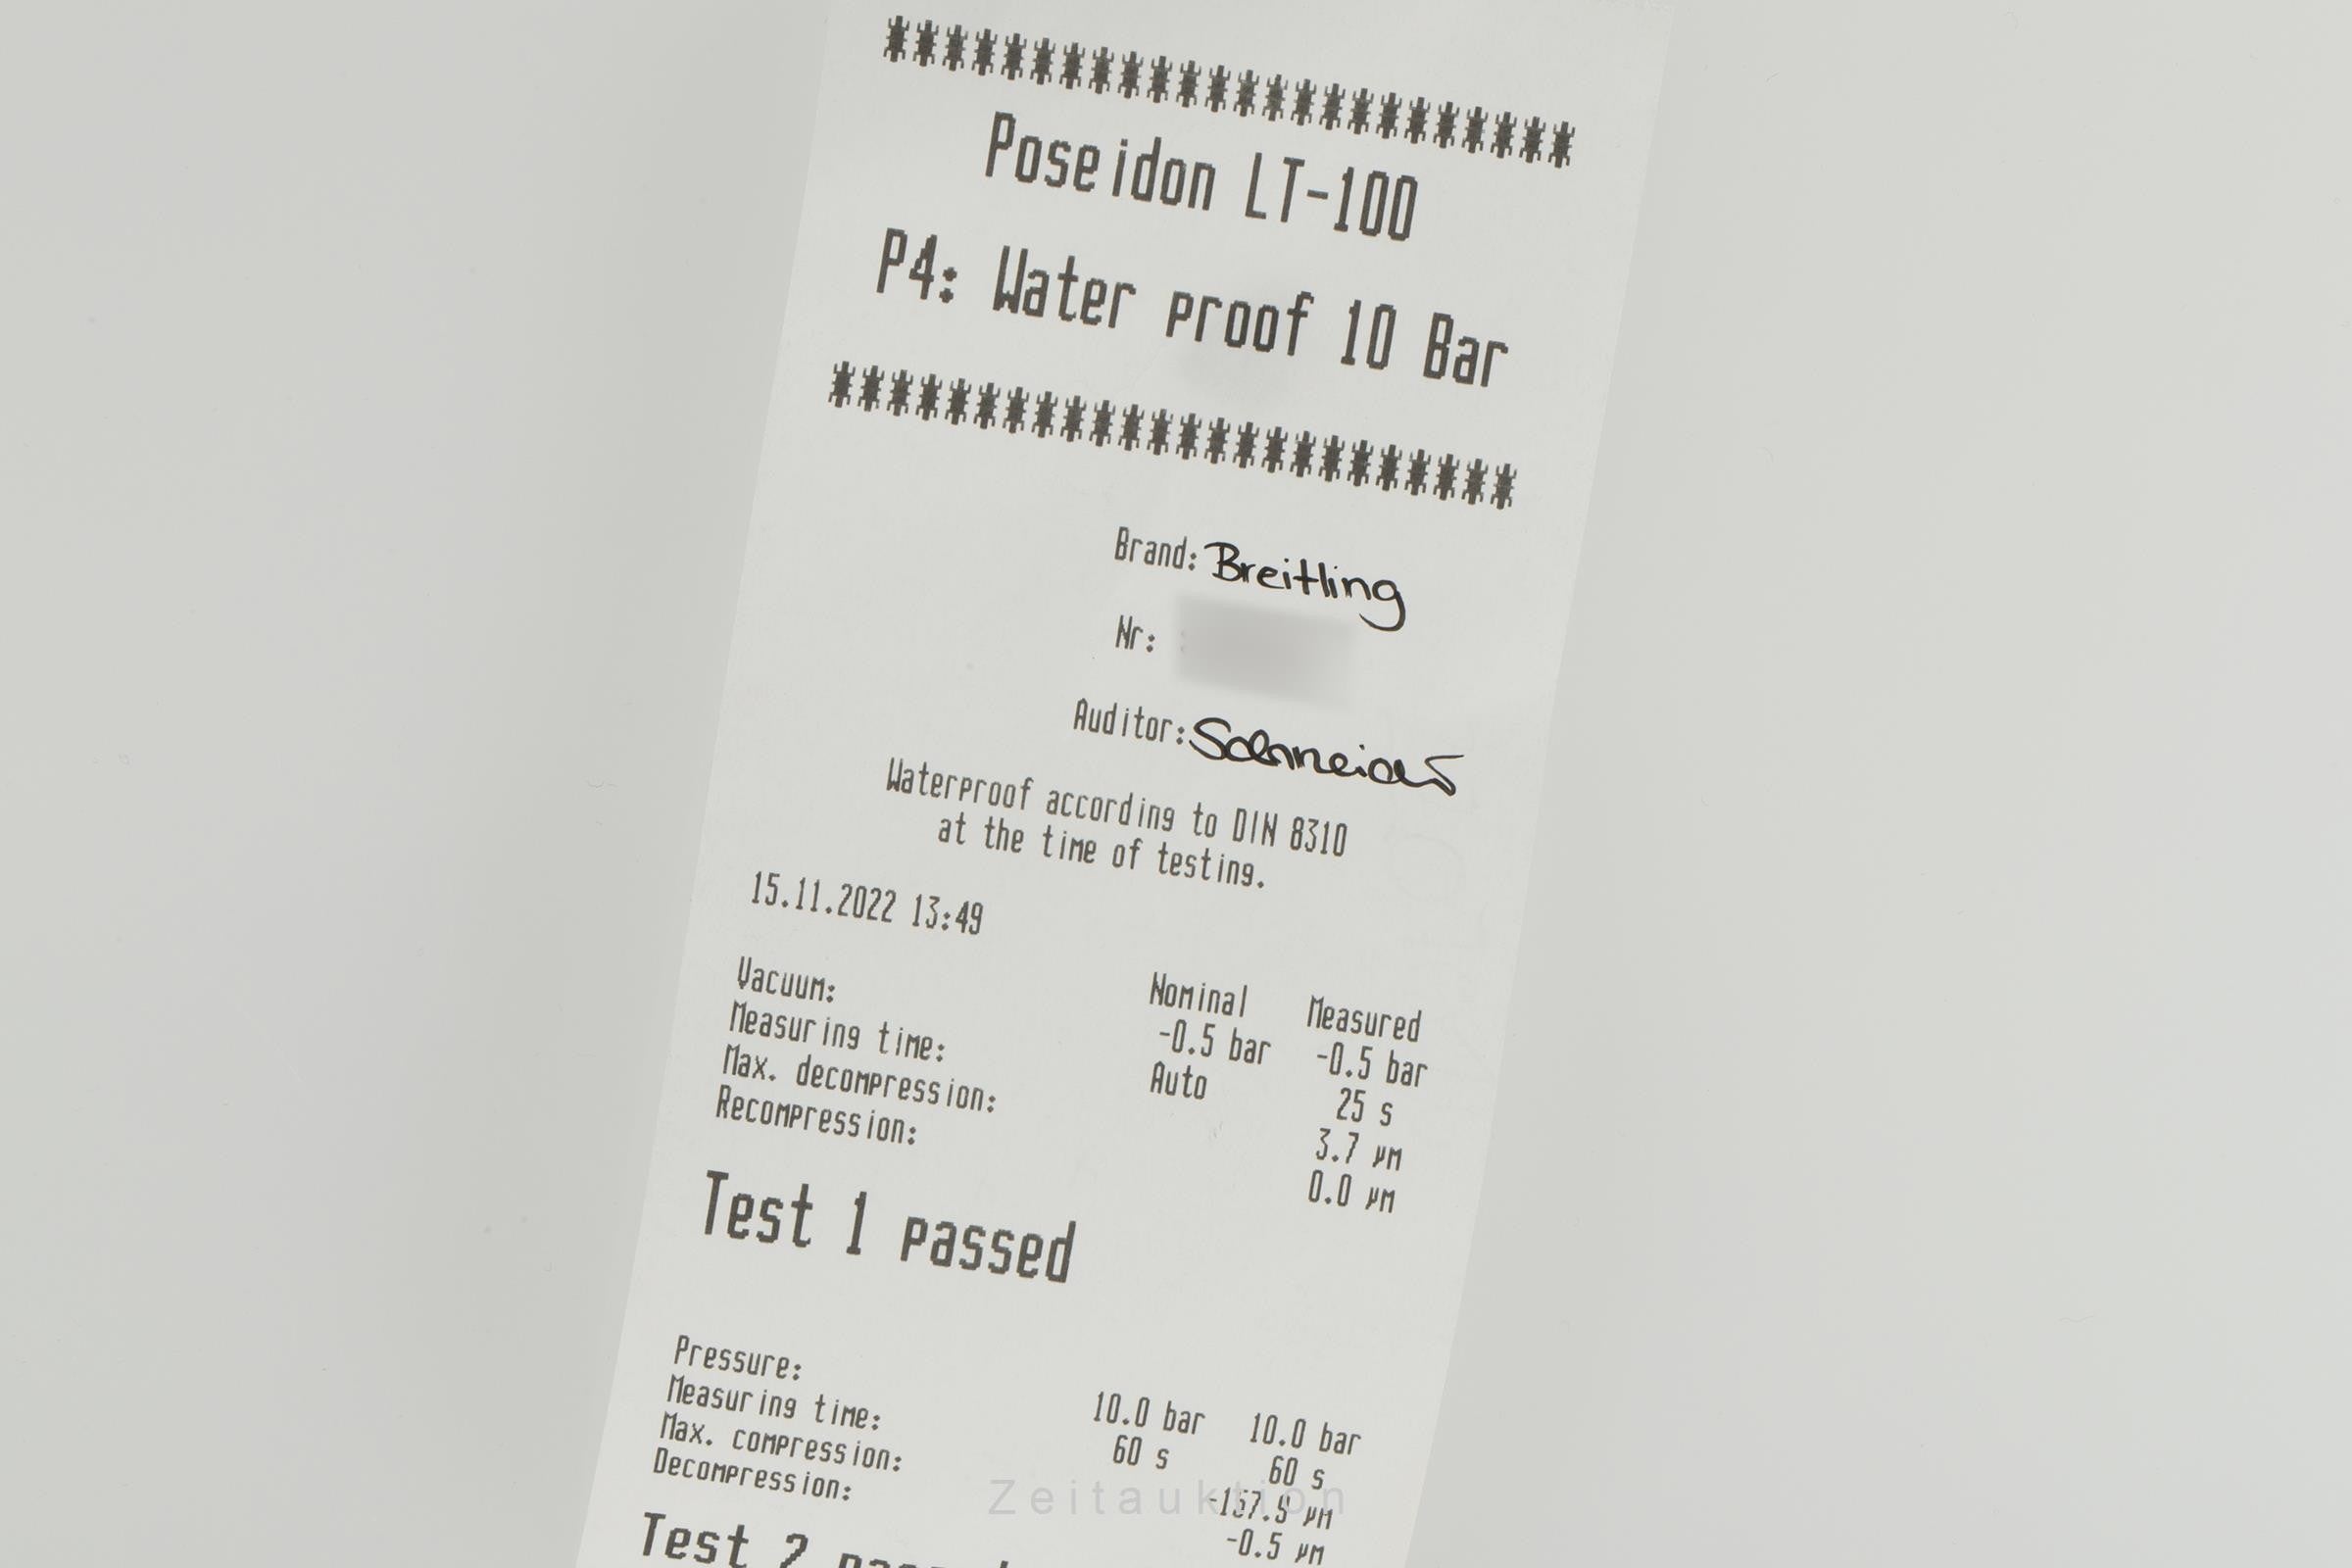 ************************
Poseidon LT-100
P4: Water proof 10 Bar
************************
Brand: Breitling
Nr:
Auditor: Schneider
Waterproof according to DIN 8310
at the time of testing.
15.11.2022 13:49
Nominal Measured
Vacuum: -0.5 bar -0.5 bar
Measuring time: Auto 25 s
Max. decompression: 3.7 µm
Recompression: 0.0 µm
Test 1 passed
Pressure: 10.0 bar 10.0 bar
Measuring time: 60 s 60 s
Max. compression: µm
Decompression: -0.5 µm
Test 2 passed
Zeitauktion